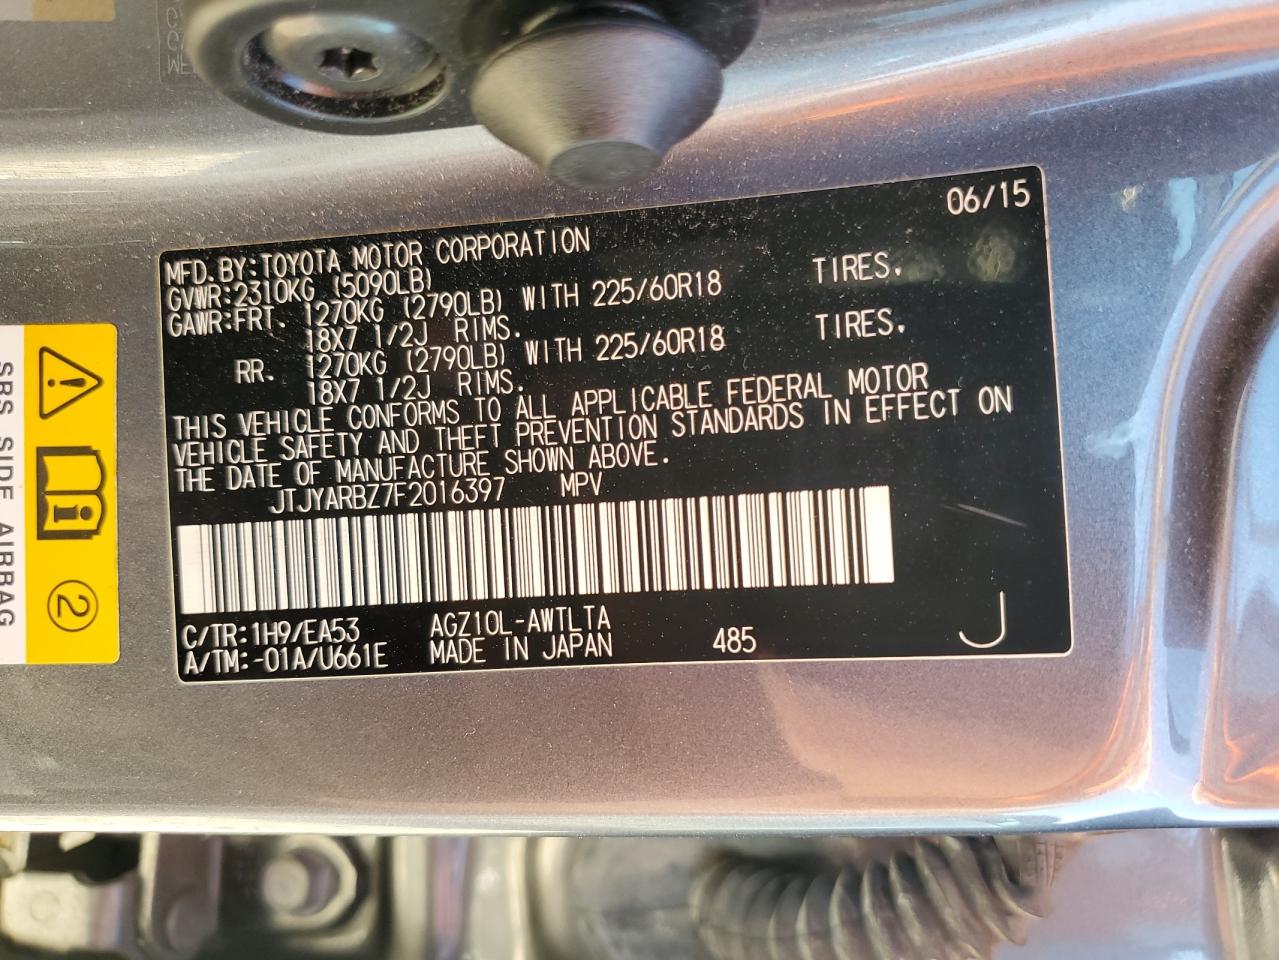 06/15
MFD. BY: TOYOTA MOTOR CORPORATION
GVWR: 2310KG (5090LB)
GAWR: FRT. 1270KG (2790LB) WITH 225/60R18 TIRES.
18X7 1/2J RIMS.
RR. 1270KG (2790LB) WITH 225/60R18 TIRES.
18X7 1/2J RIMS.
THIS VEHICLE CONFORMS TO ALL APPLICABLE FEDERAL MOTOR
VEHICLE SAFETY AND THEFT PREVENTION STANDARDS IN EFFECT ON
THE DATE OF MANUFACTURE SHOWN ABOVE.
JTJYARBZ7F2016397 MPV
C/TR: 1H9/EA53 AGZ10L-AWTLTA
A/TM: -01A/U661E MADE IN JAPAN 485 J
SRS SIDE AIRBAG
2